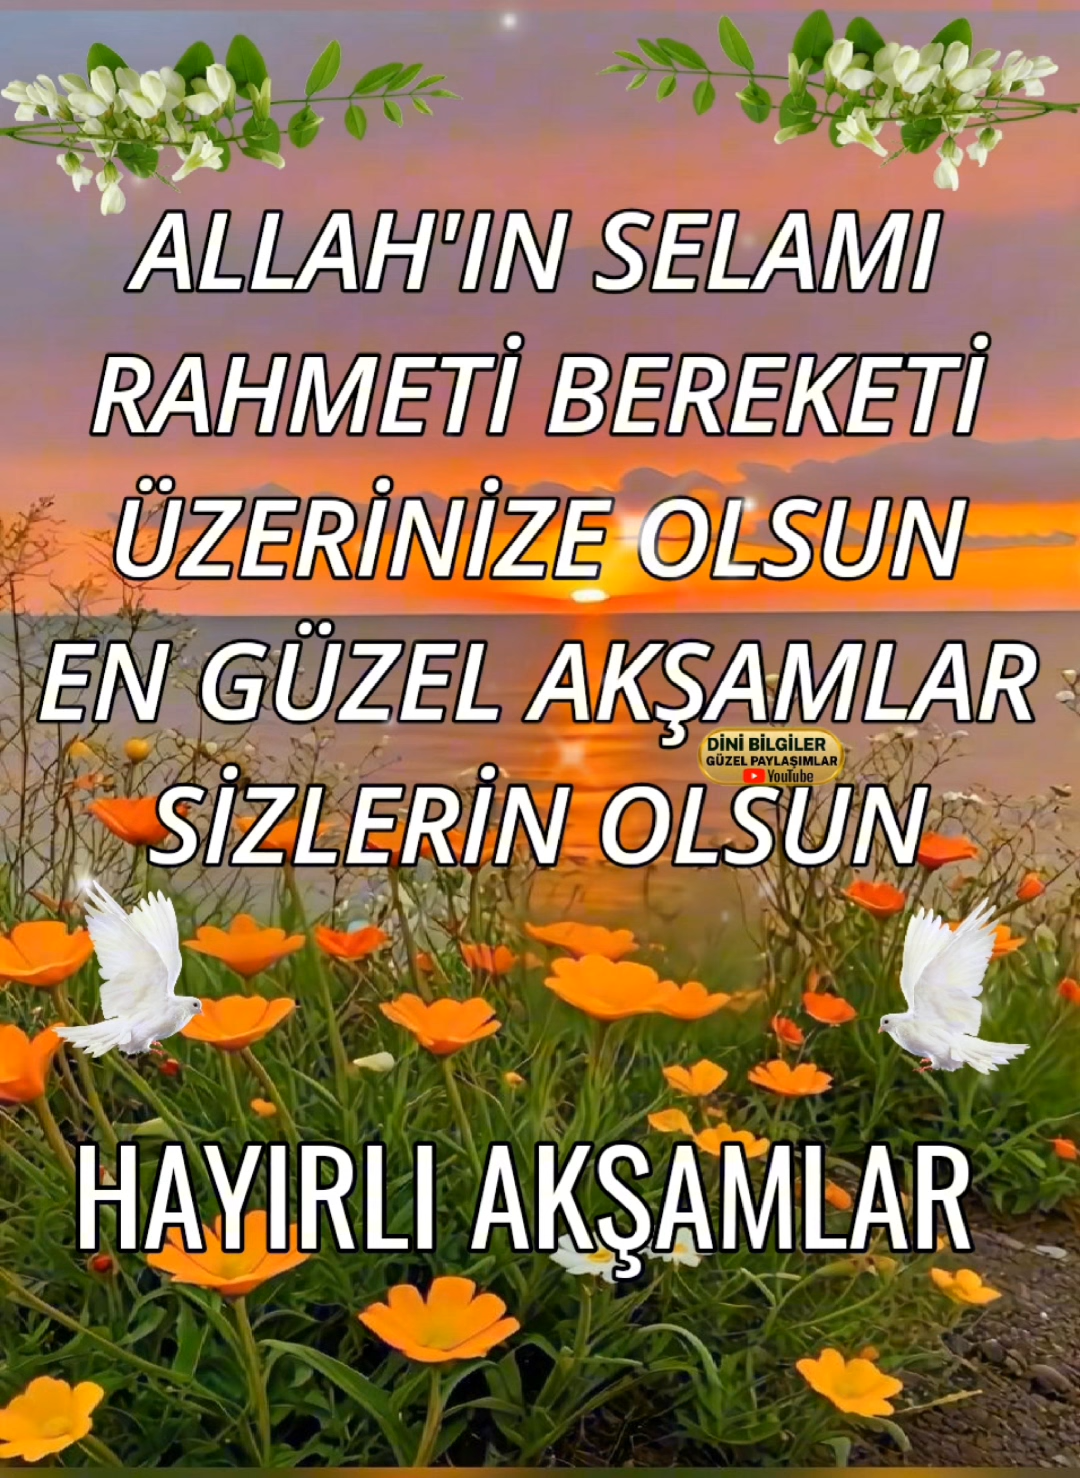 ALLAH'IN SELAMI
RAHMETİ BEREKETİ
ÜZERİNİZE OLSUN
EN GÜZEL AKŞAMLAR
DİNİ BİLGİLER
GÜZEL PAYLAŞIMLAR
YouTube
SİZLERİN OLSUN
HAYIRLI AKŞAMLAR